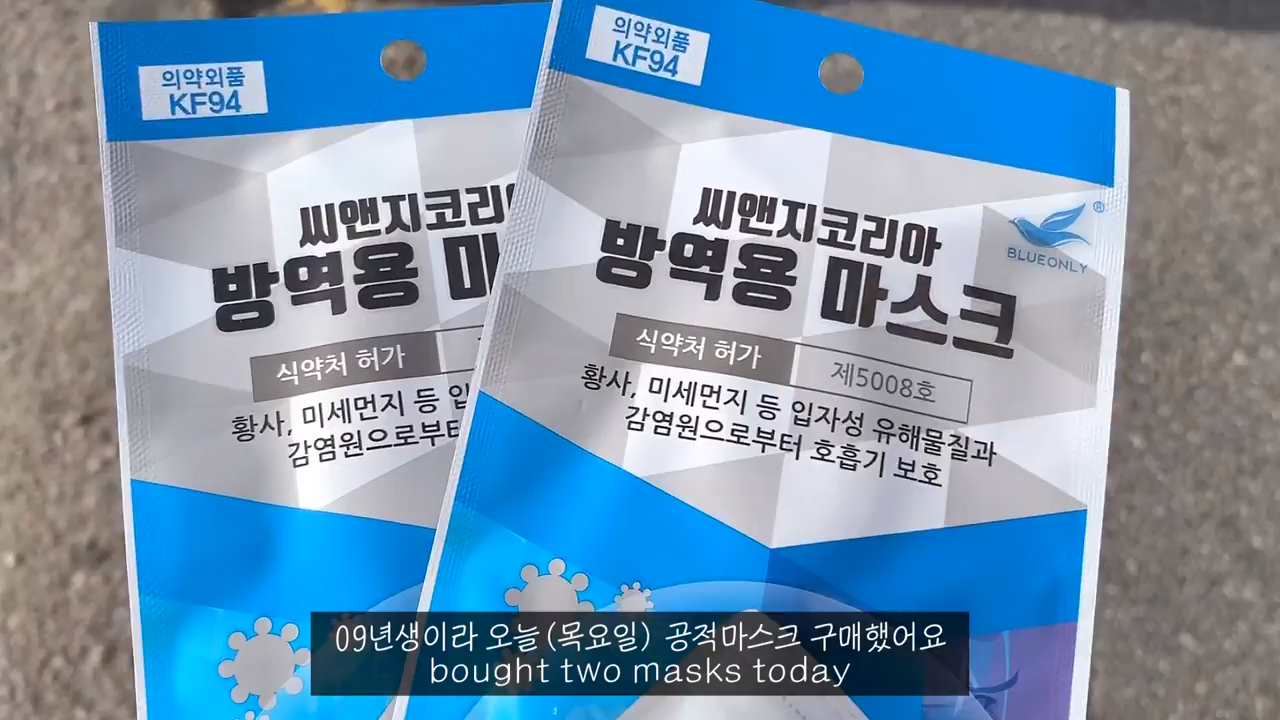 의약외품
KF94
씨앤지코리
방역용 마
식약처 허가
황사, 미세먼지 등 입
감염원으로부터
의약외품
KF94
씨앤지코리아
방역용 마스크
BLUEONLY
®
식약처 허가 제5008호
황사, 미세먼지 등 입자성 유해물질과
감염원으로부터 호흡기 보호
09년생이라 오늘(목요일) 공적마스크 구매했어요
bought two masks today